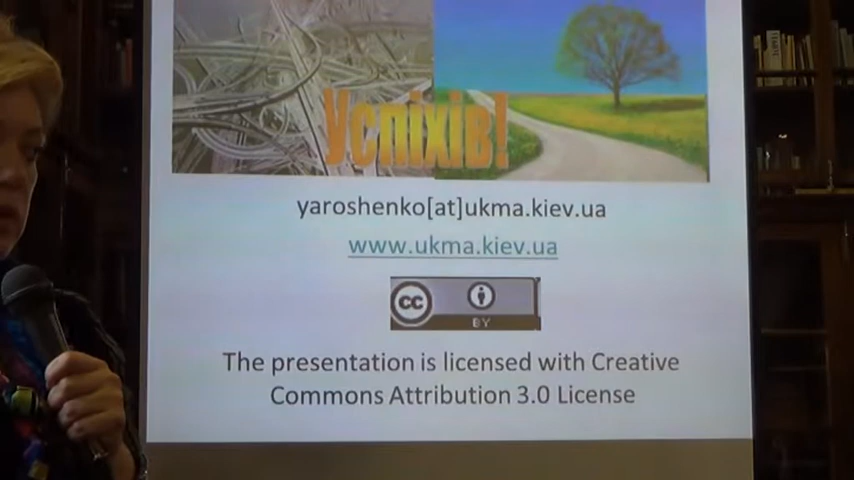 Успіхів!
yaroshenko[at]ukma.kiev.ua
www.ukma.kiev.ua
cc
BY
The presentation is licensed with Creative
Commons Attribution 3.0 License